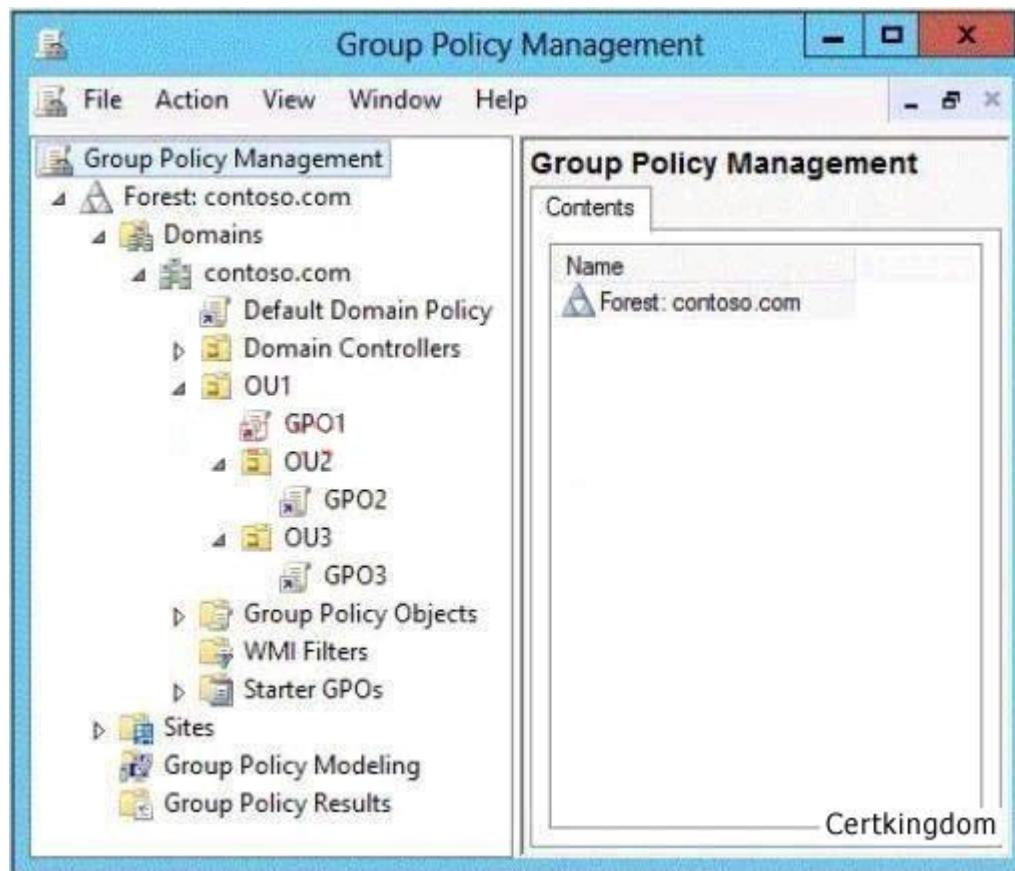 Group Policy Management
File Action View Window Help
Group Policy Management
Forest: contoso.com
Domains
contoso.com
Default Domain Policy
Domain Controllers
OU1
GPO1
OU2
GPO2
OU3
GPO3
Group Policy Objects
WMI Filters
Starter GPOs
Sites
Group Policy Modeling
Group Policy Results
Group Policy Management
Contents
Name
Forest: contoso.com
Certkingdom